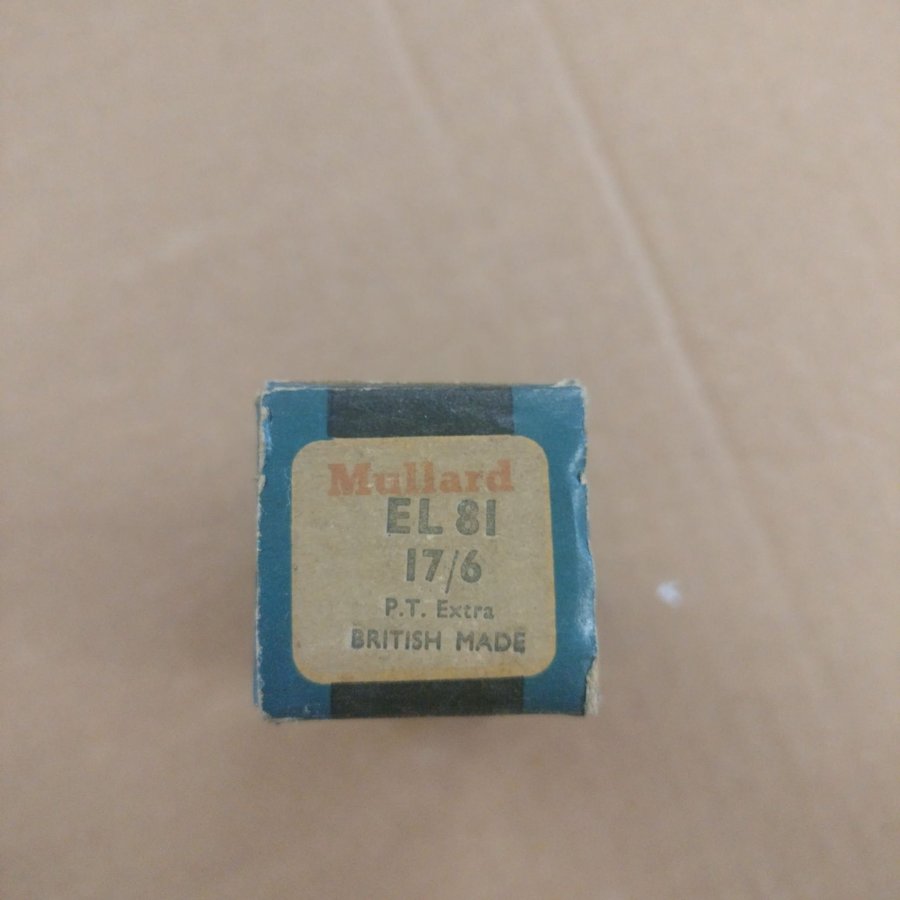 Mullard
EL 81
17/6
P.T. Extra
BRITISH MADE